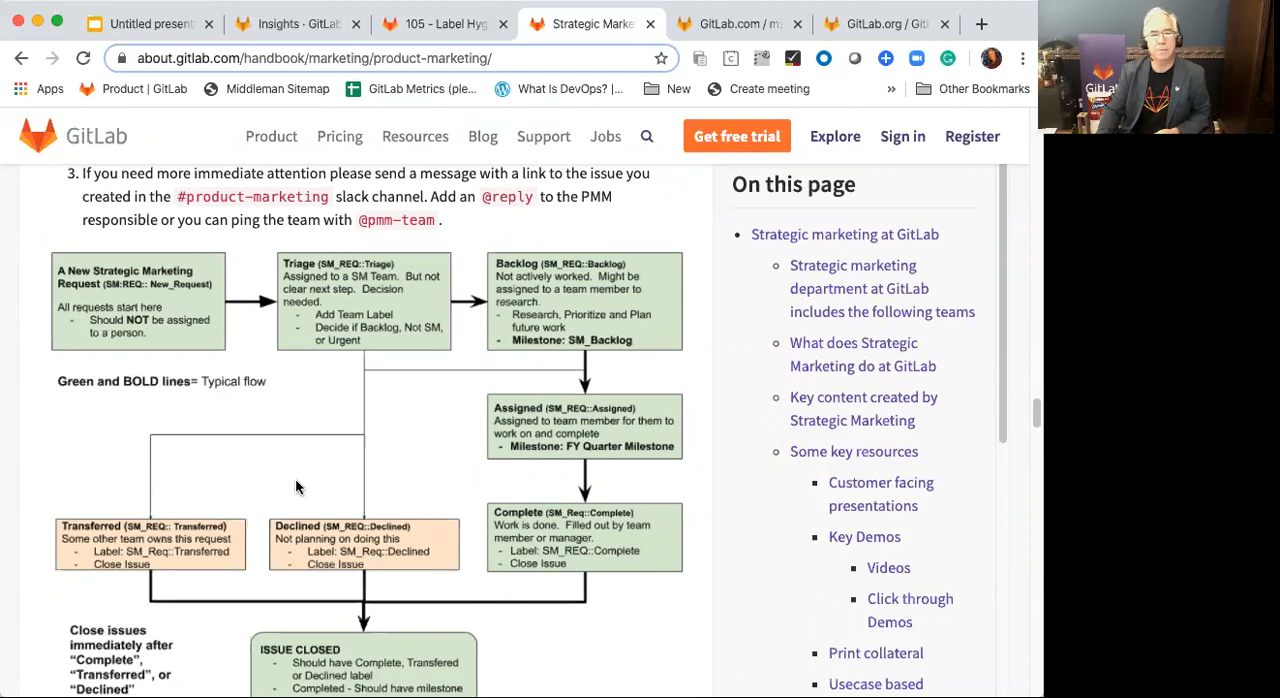 Untitled present
Insights · GitLab
105 - Label Hyg
Strategic Marke
GitLab.com / m
GitLab.org / Gitl
about.gitlab.com/handbook/marketing/product-marketing/
Apps
Product | GitLab
Middleman Sitemap
GitLab Metrics (ple...
What Is DevOps? |...
New
Create meeting
»
Other Bookmarks
GitLab
Product
Pricing
Resources
Blog
Support
Jobs
Get free trial
Explore
Sign in
Register
3. If you need more immediate attention please send a message with a link to the issue you
created in the #product-marketing slack channel. Add an @reply to the PMM
responsible or you can ping the team with @pmm-team.
A New Strategic Marketing
Request (SM:REQ:: New_Request)
All requests start here
- Should NOT be assigned
to a person.
Triage (SM_REQ::Triage)
Assigned to a SM Team. But not
clear next step. Decision
needed.
- Add Team Label
- Decide if Backlog, Not SM,
or Urgent
Backlog (SM_REQ::Backlog)
Not actively worked. Might be
assigned to a team member to
research.
- Research, Prioritize and Plan
future work
- Milestone: SM_Backlog
Green and BOLD lines= Typical flow
Assigned (SM_REQ::Assigned)
Assigned to team member for them to
work on and complete
- Milestone: FY Quarter Milestone
Transferred (SM_REQ:: Transferred)
Some other team owns this request
- Label: SM_Req::Transferred
- Close Issue
Declined (SM_REQ::Declined)
Not planning on doing this
- Label: SM_Req::Declined
- Close Issue
Complete (SM_Req::Complete)
Work is done. Filled out by team
member or manager.
- Label: SM_REQ::Complete
- Close Issue
Close issues
immediately after
“Complete”,
“Transferred”, or
“Declined”
ISSUE CLOSED
- Should have Complete, Transfered
or Declined label
- Completed - Should have milestone
On this page
Strategic marketing at GitLab
Strategic marketing
department at GitLab
includes the following teams
What does Strategic
Marketing do at GitLab
Key content created by
Strategic Marketing
Some key resources
Customer facing
presentations
Key Demos
Videos
Click through
Demos
Print collateral
Usecase based